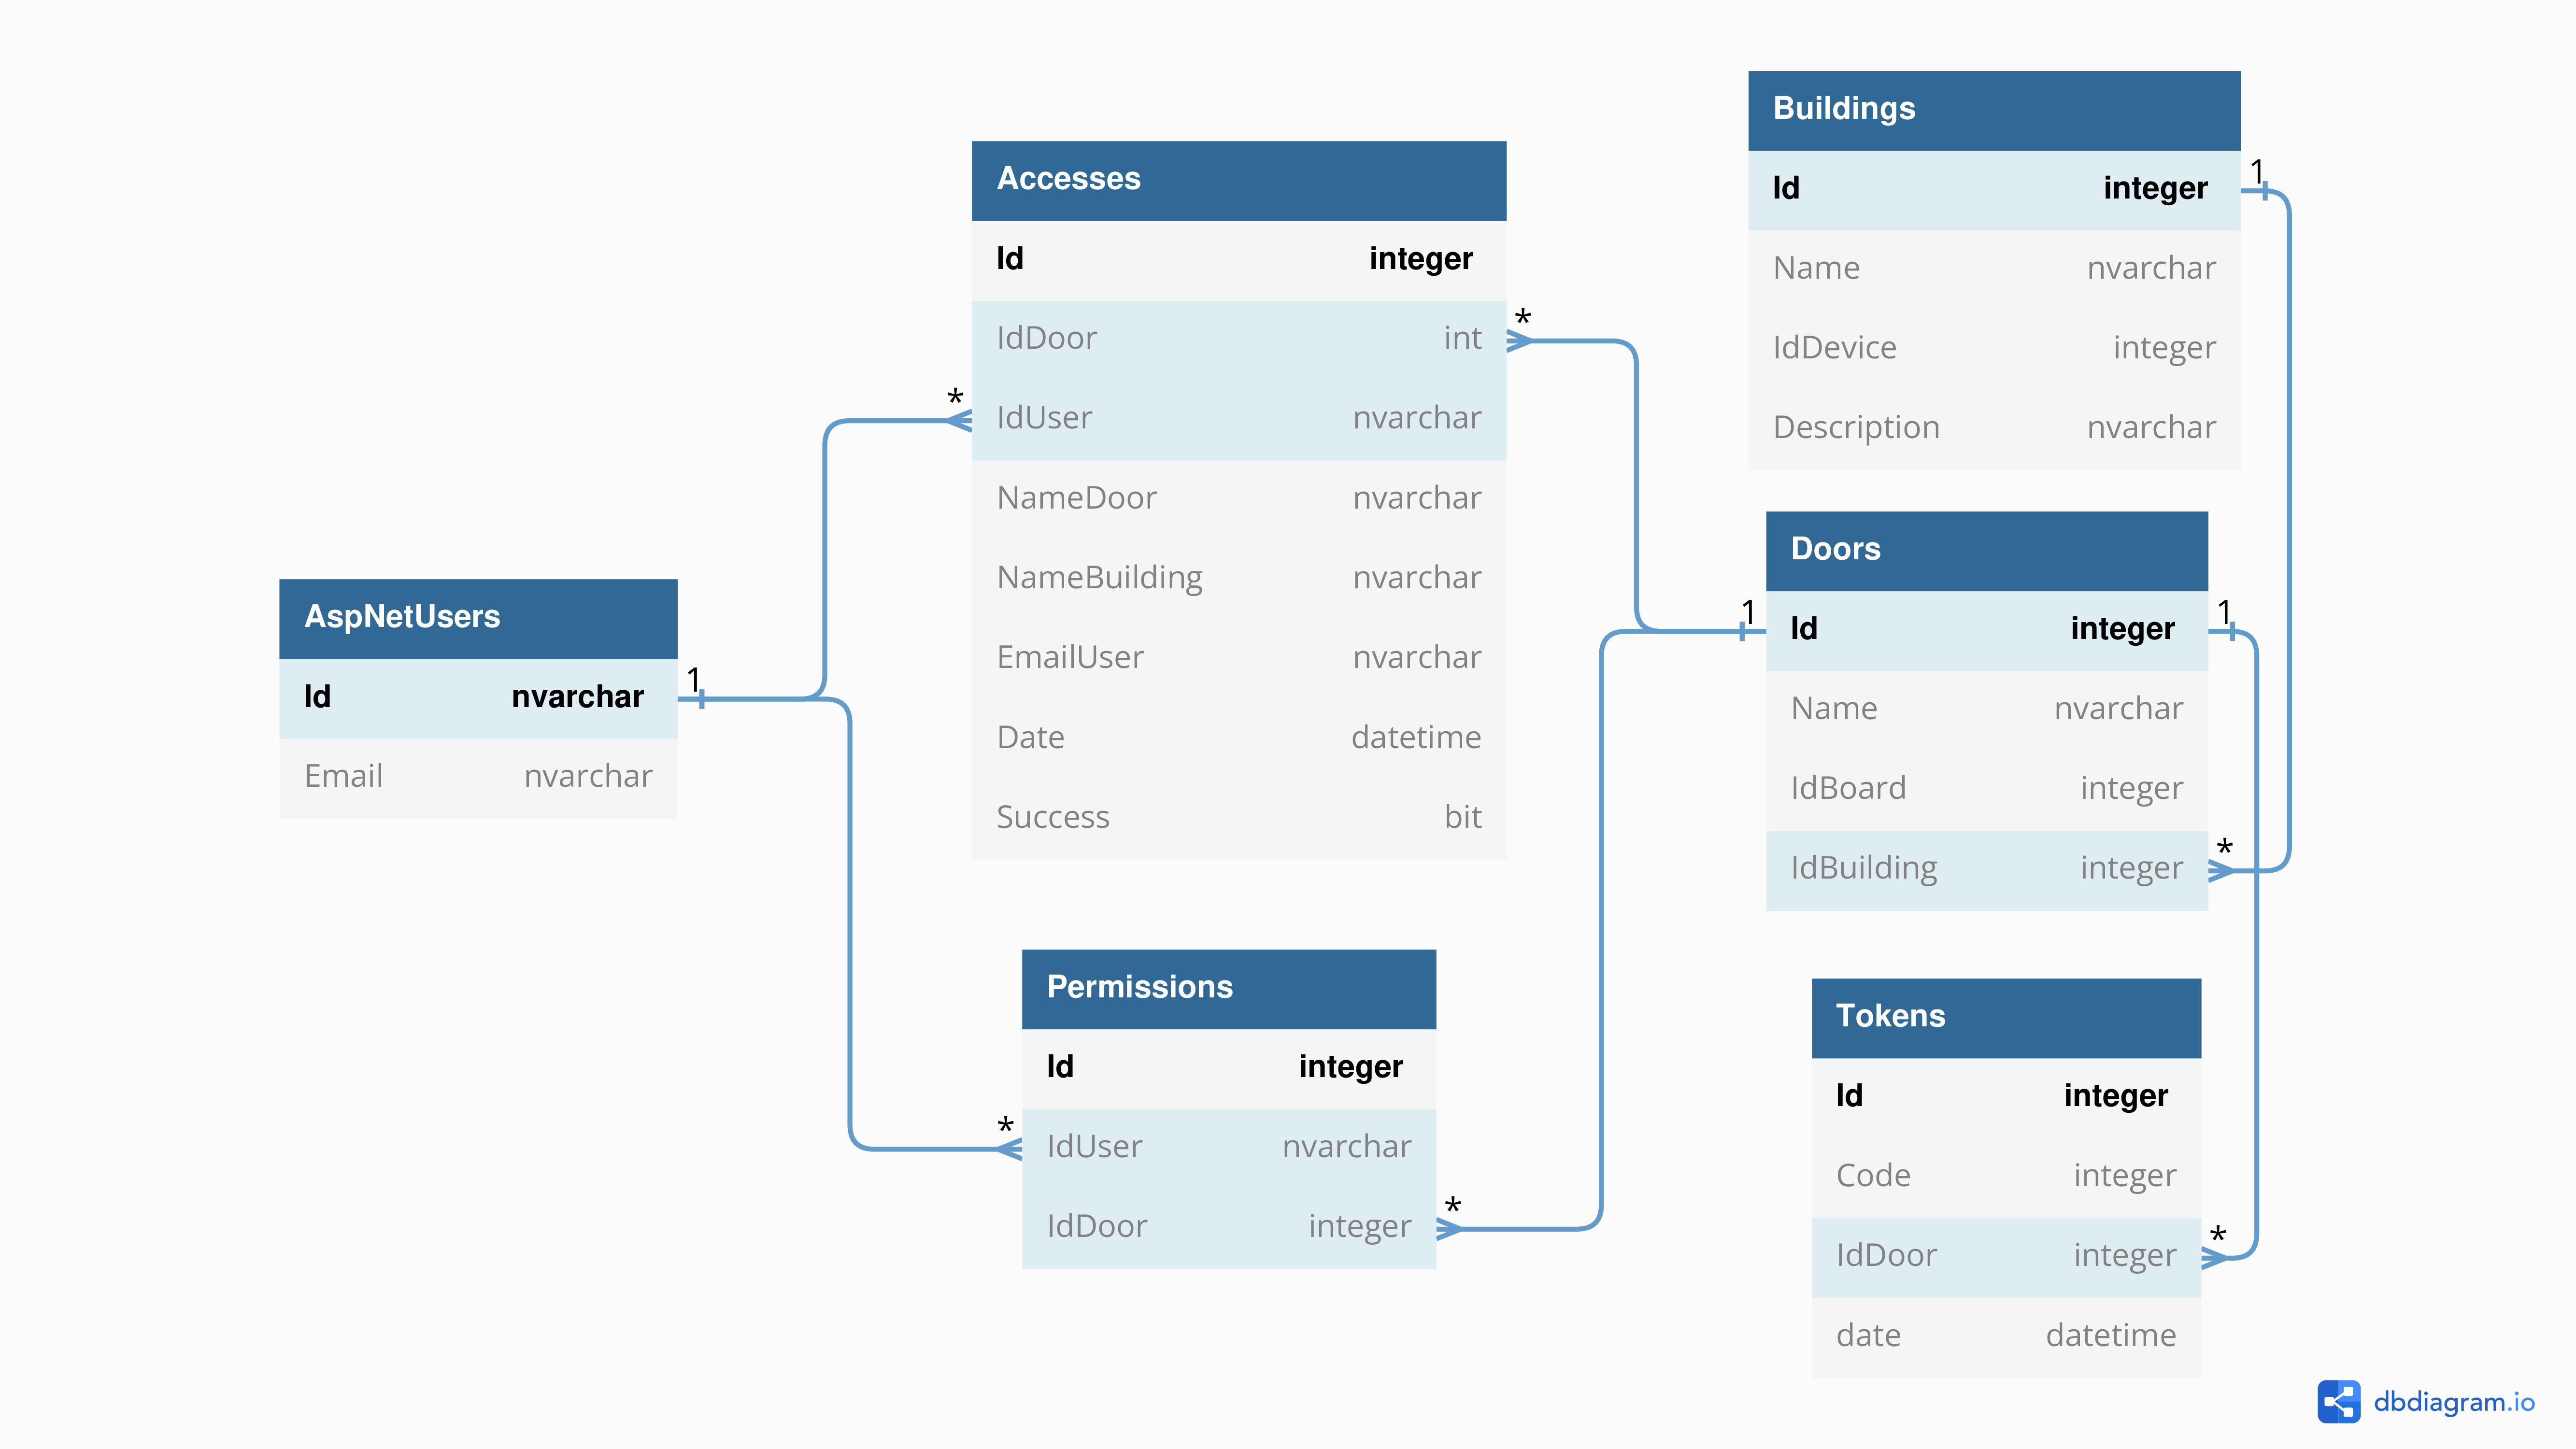 AspNetUsers
Id nvarchar
Email nvarchar
1
Accesses
Id integer
IdDoor int
IdUser nvarchar
NameDoor nvarchar
NameBuilding nvarchar
EmailUser nvarchar
Date datetime
Success bit
*
*
Permissions
Id integer
IdUser nvarchar
IdDoor integer
*
*
Buildings
Id integer
Name nvarchar
IdDevice integer
Description nvarchar
1
Doors
Id integer
Name nvarchar
IdBoard integer
IdBuilding integer
1
1
*
Tokens
Id integer
Code integer
IdDoor integer
date datetime
*
dbdiagram.io